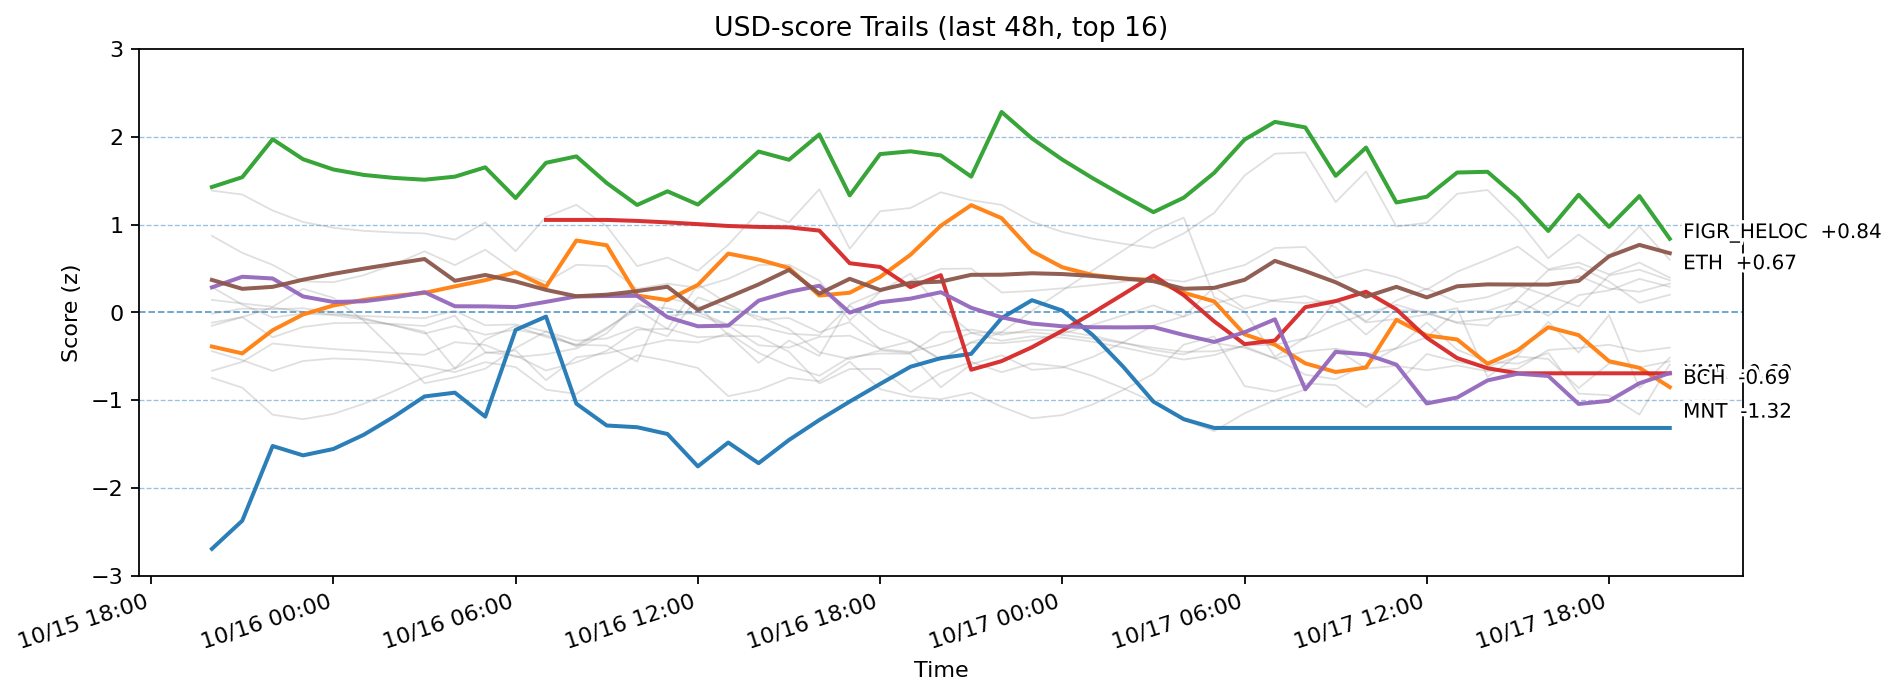 USD-score Trails (last 48h, top 16)
Score (z)
3
2
1
0
−1
−2
−3
FIGR_HELOC +0.84
ETH +0.67
BCH -0.69
MNT -1.32
10/15 18:00
10/16 00:00
10/16 06:00
10/16 12:00
10/16 18:00
10/17 00:00
10/17 06:00
10/17 12:00
10/17 18:00
Time